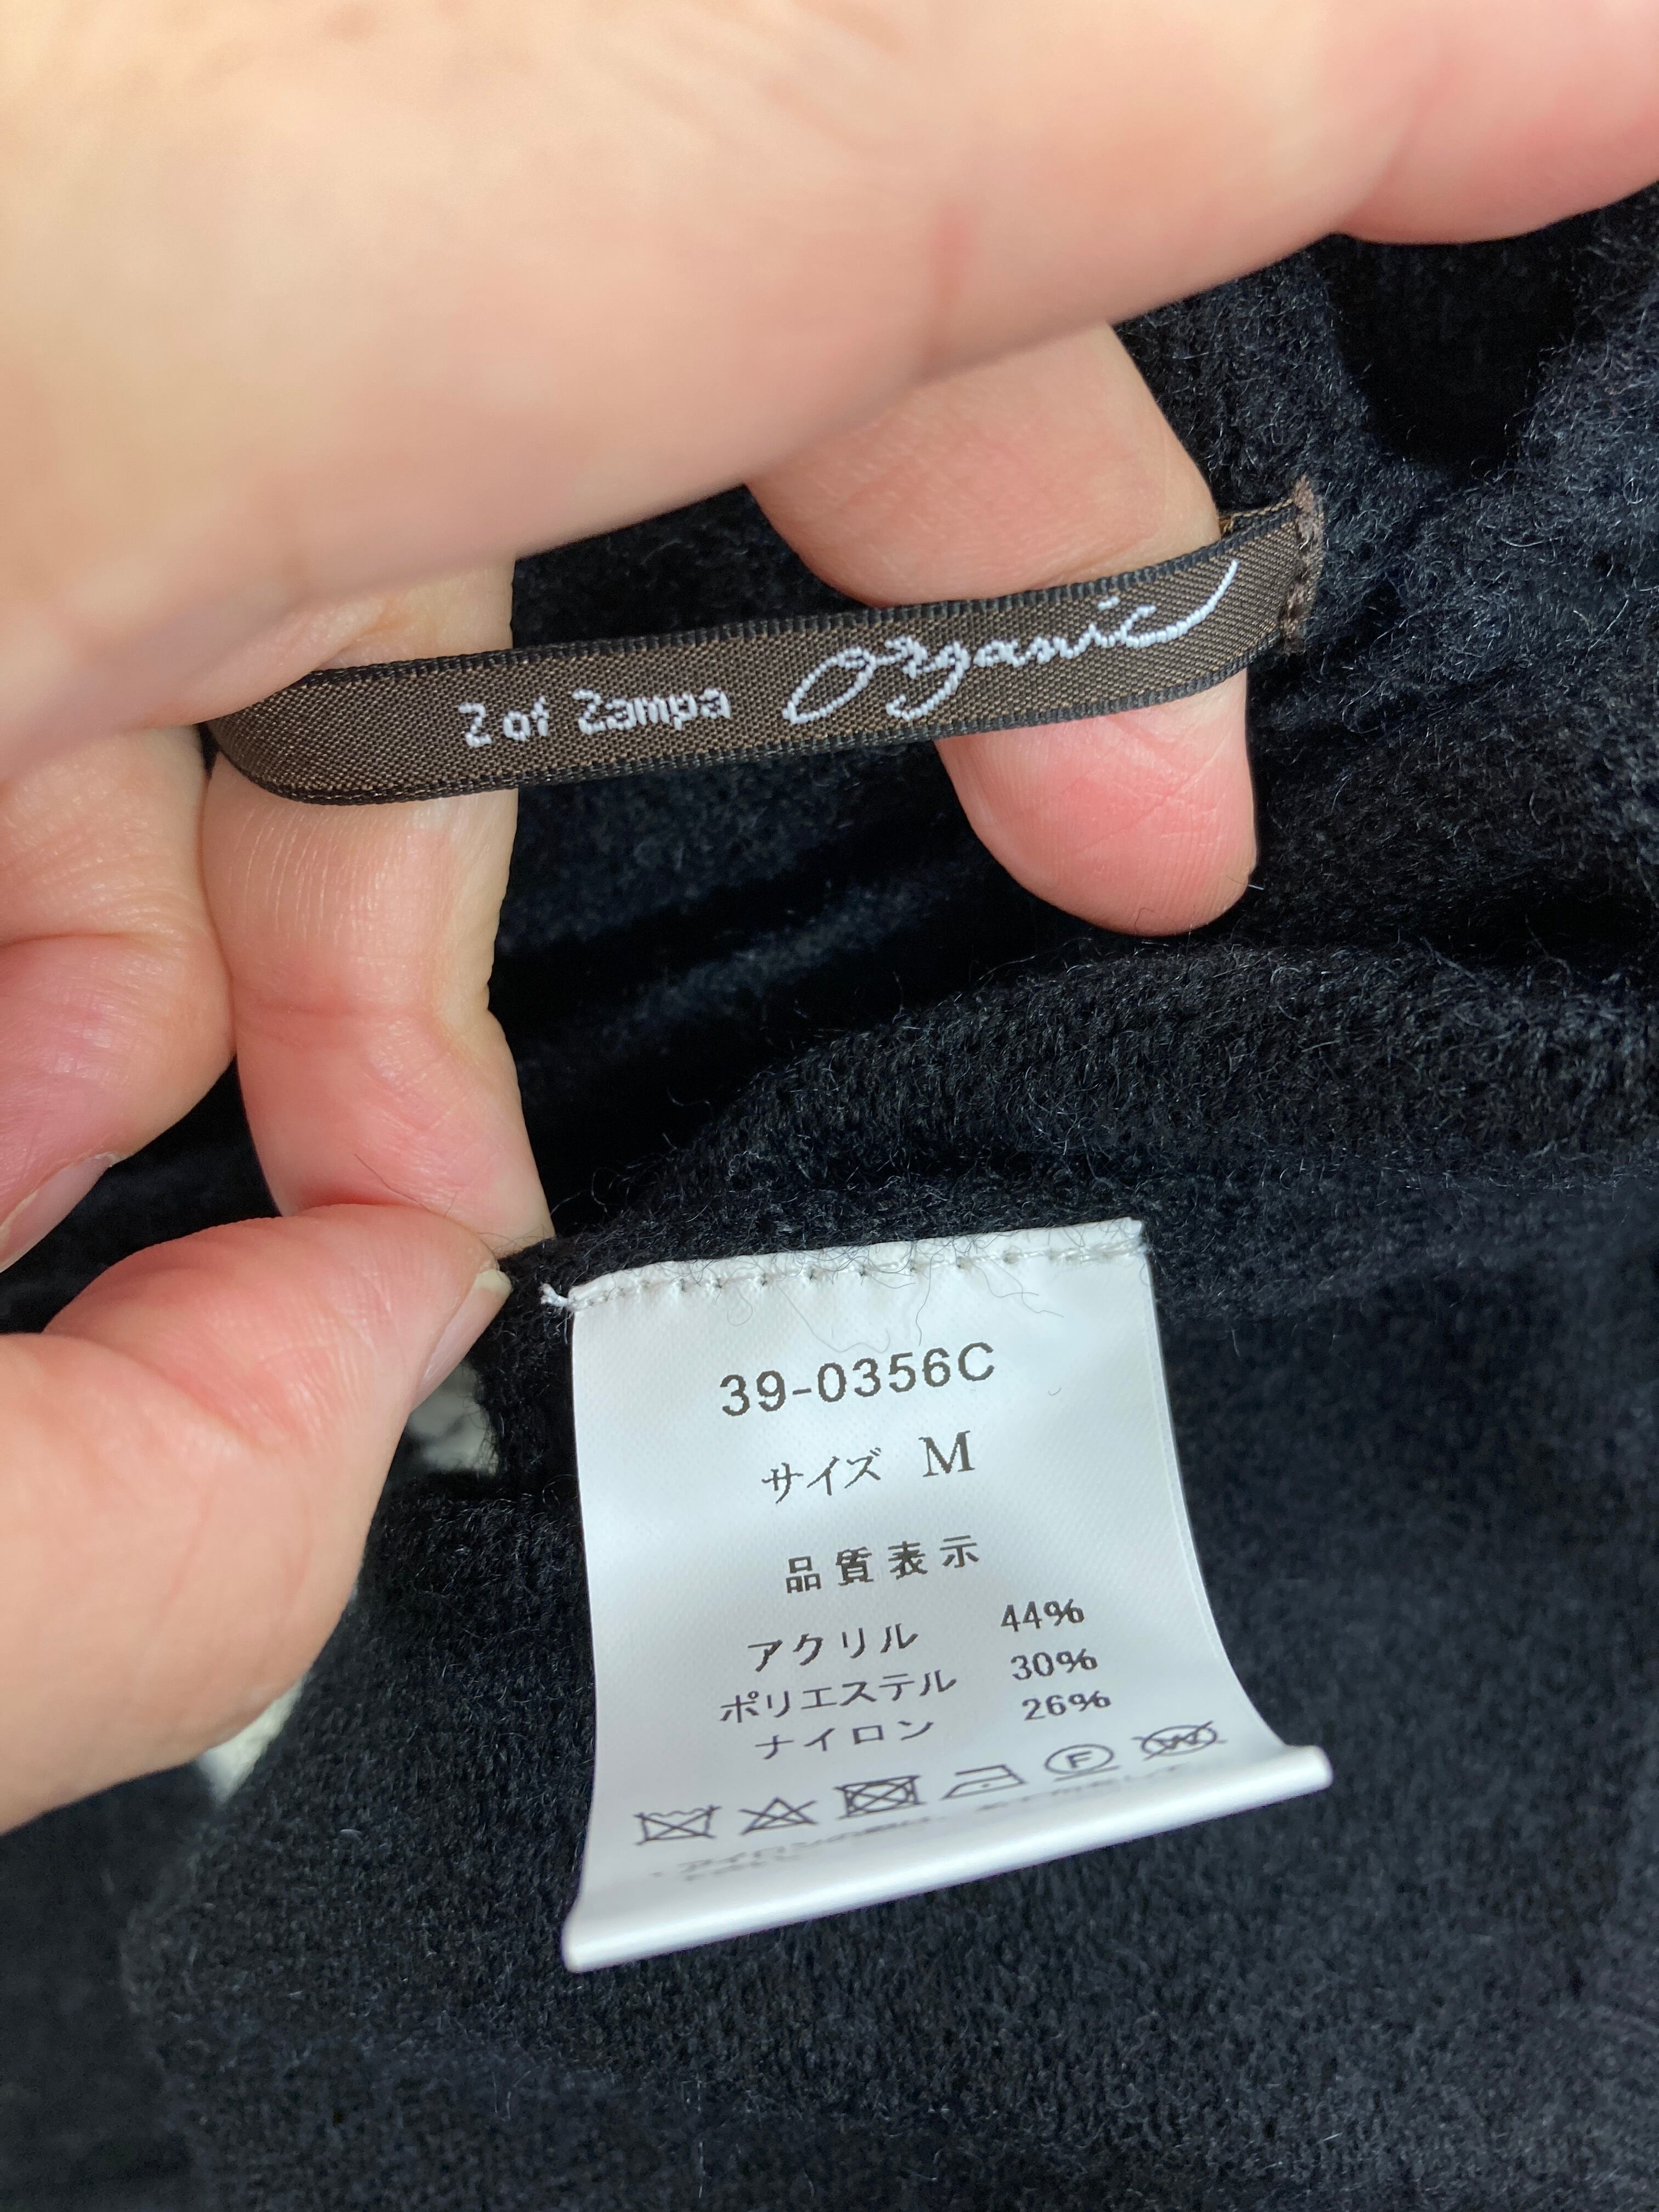 Z of Zampa Organic
39-0356C
サイズ M
品質表示
アクリル 44%
ポリエステル 30%
ナイロン 26%
F W